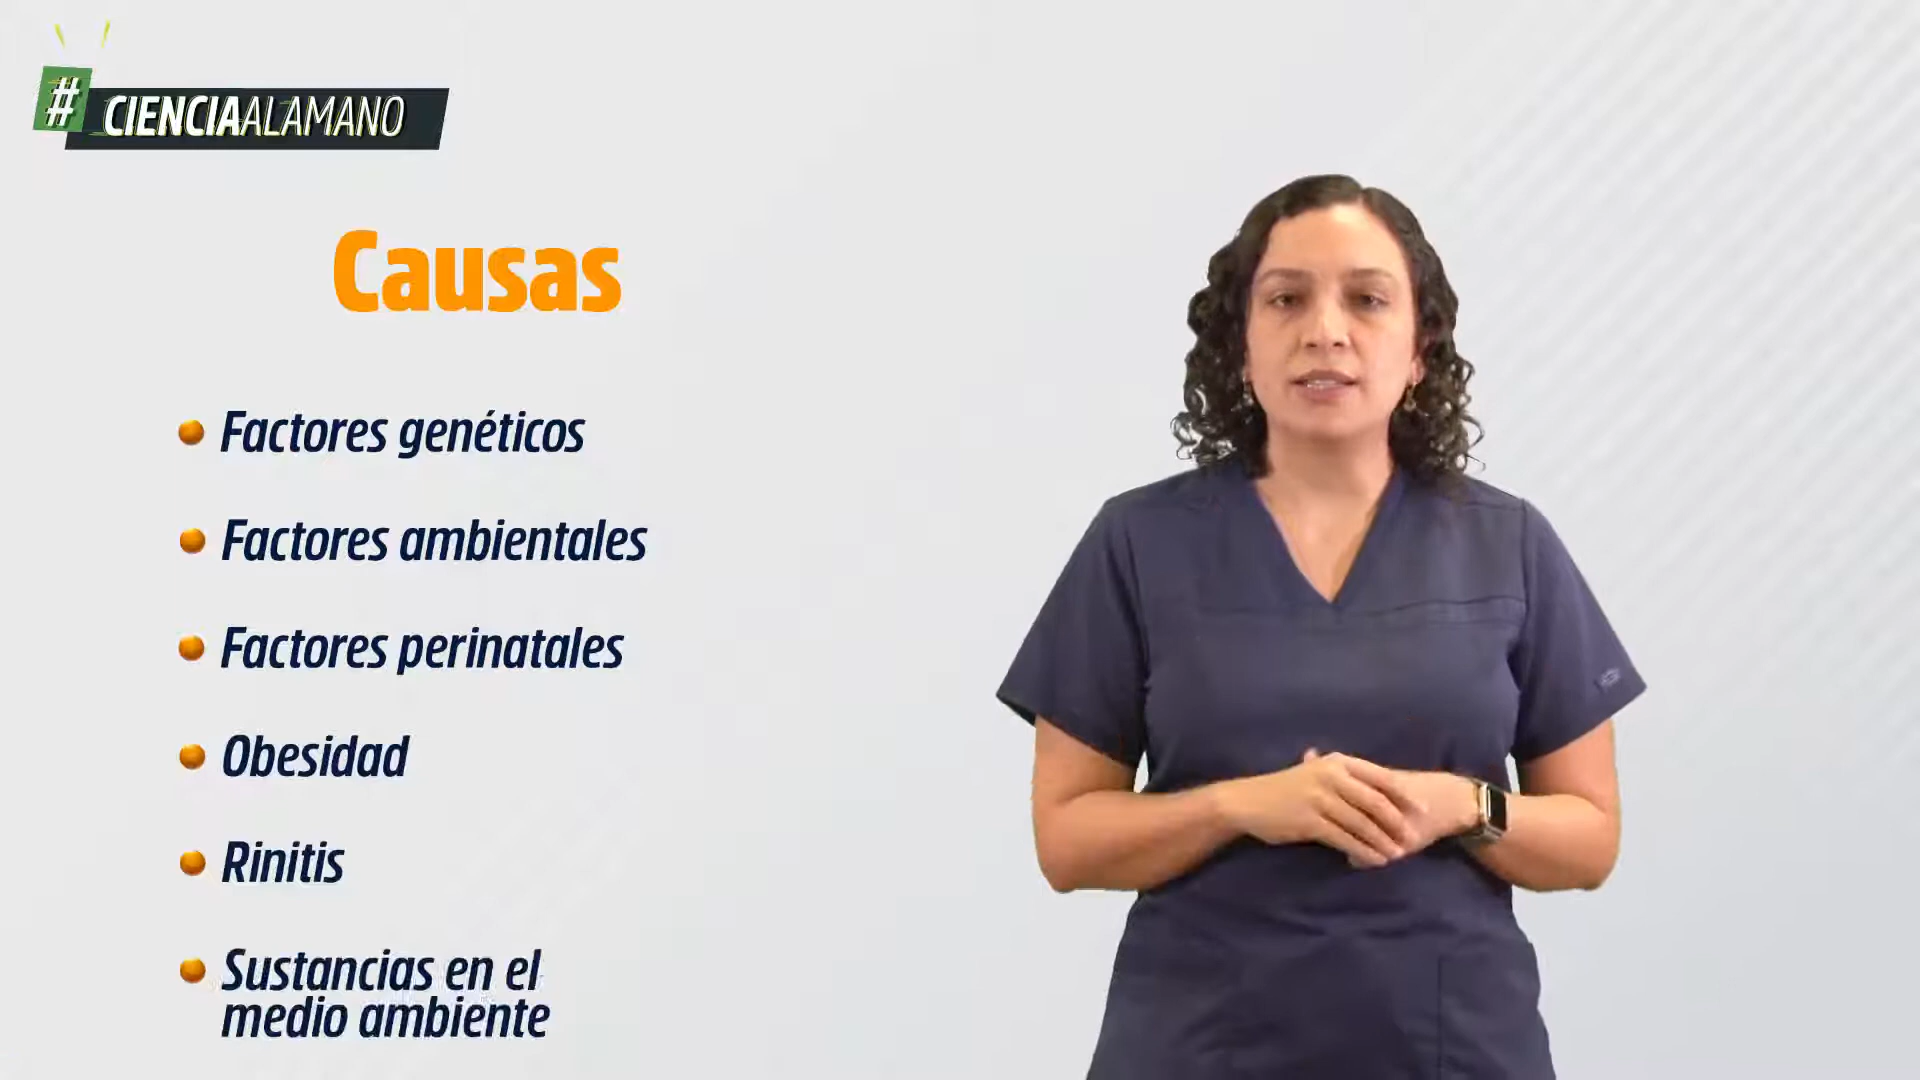 #CIENCIAALAMANO
Causas
Factores genéticos
Factores ambientales
Factores perinatales
Obesidad
Rinitis
Sustancias en el
medio ambiente